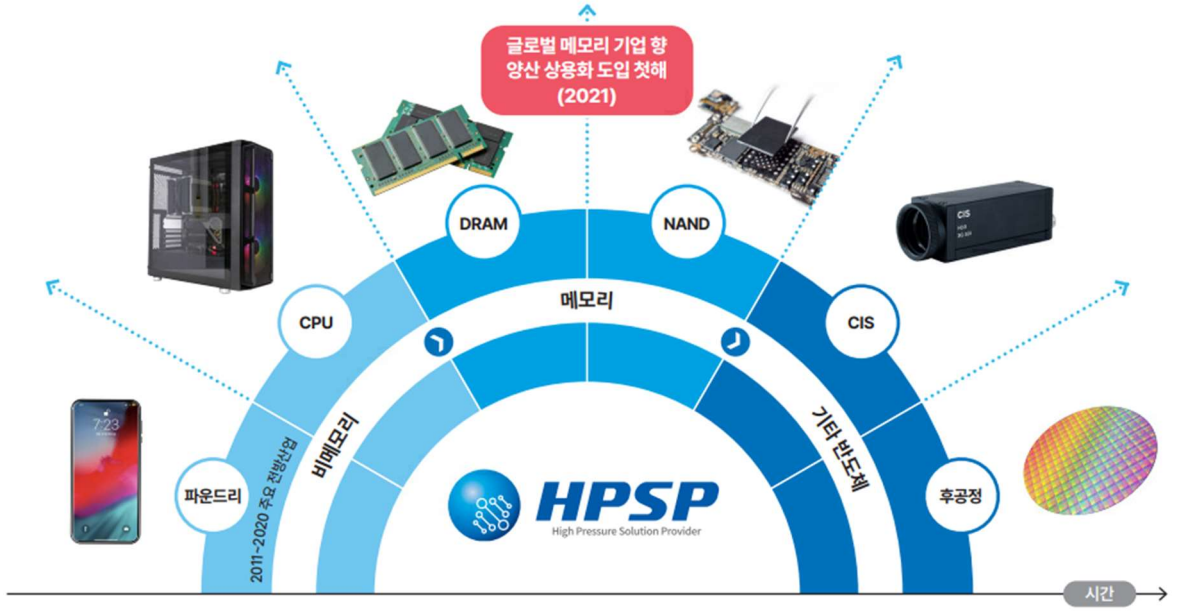 글로벌 메모리 기업 향
양산 상용화 도입 첫해
(2021)
DRAM
NAND
메모리
CPU
CIS
CIS
비메모리
기타 반도체
7:23
파운드리
2011~2020 주요 전방산업
후공정
HPSP
High Pressure Solution Provider
시간